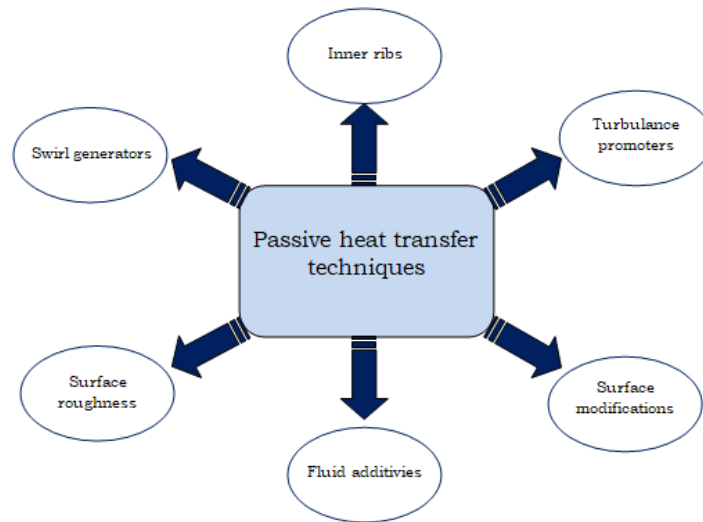 Inner ribs
Swirl generators
Turbulance
promoters
Passive heat transfer
techniques
Surface
roughness
Surface
modifications
Fluid additivies